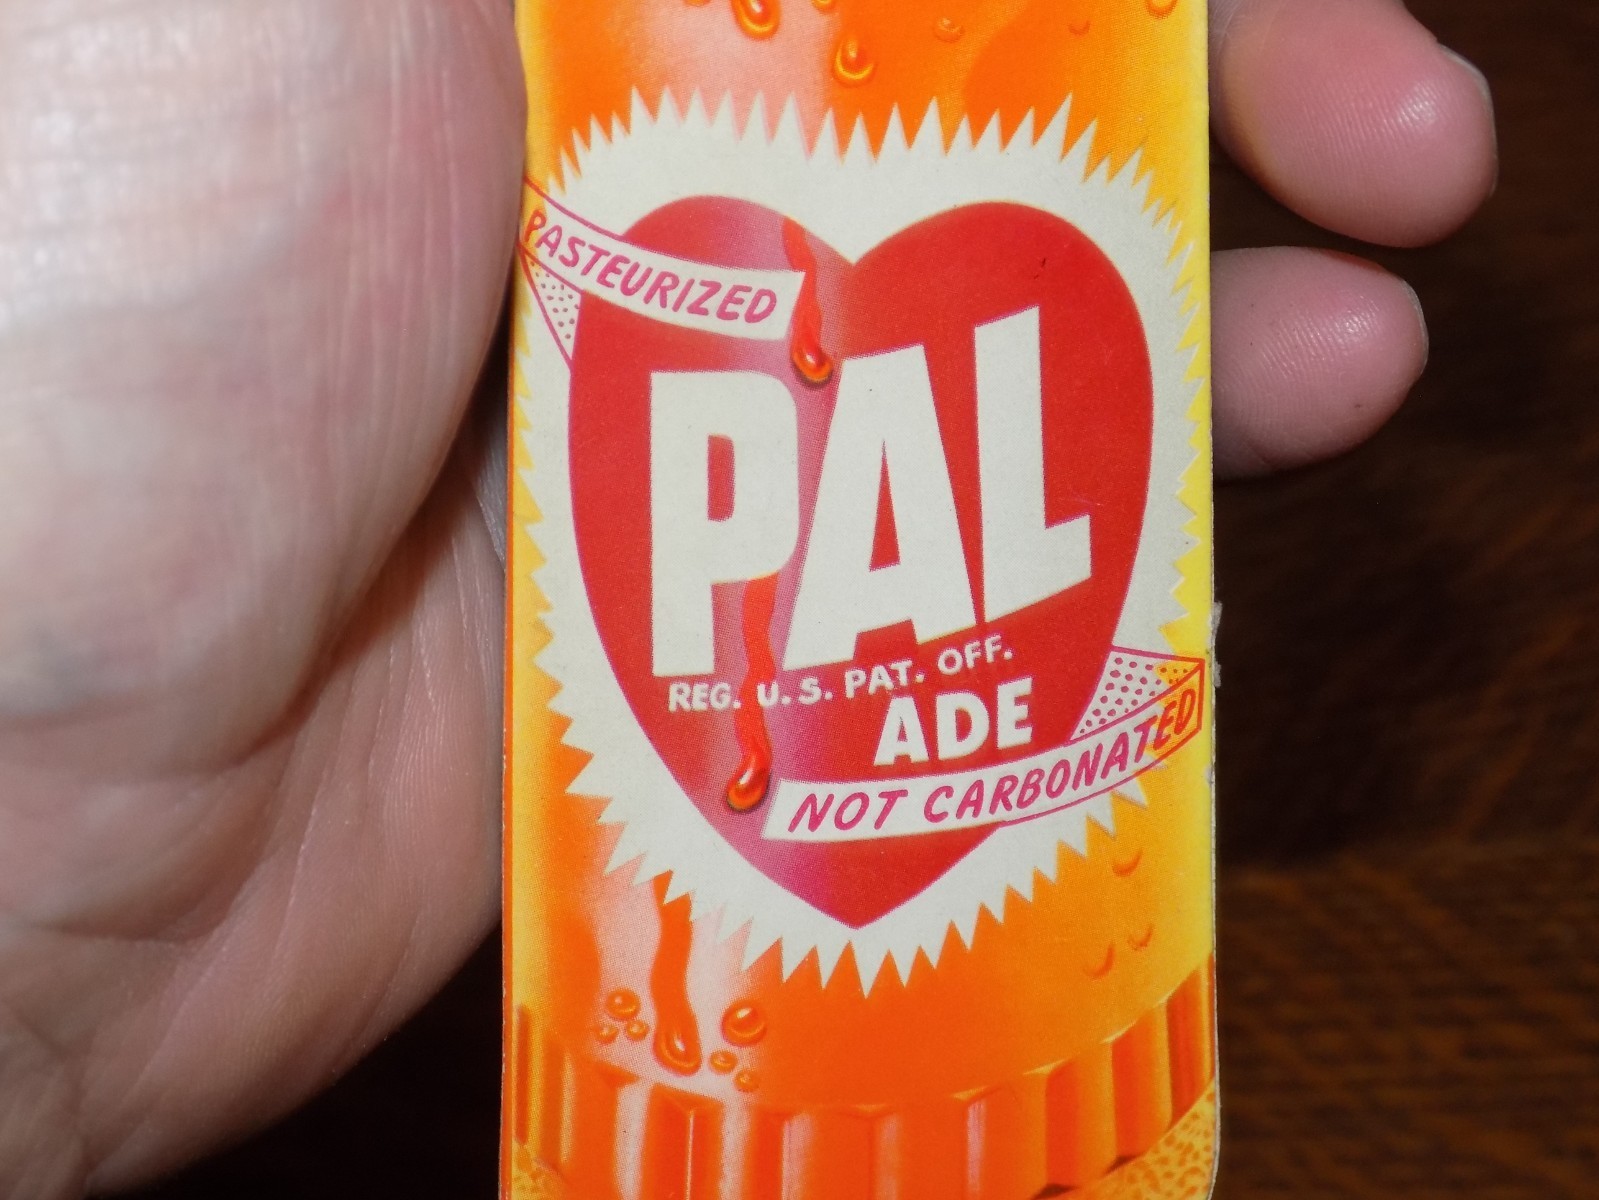 PASTEURIZED
PAL
REG. U.S. PAT. OFF.
ADE
NOT CARBONATED